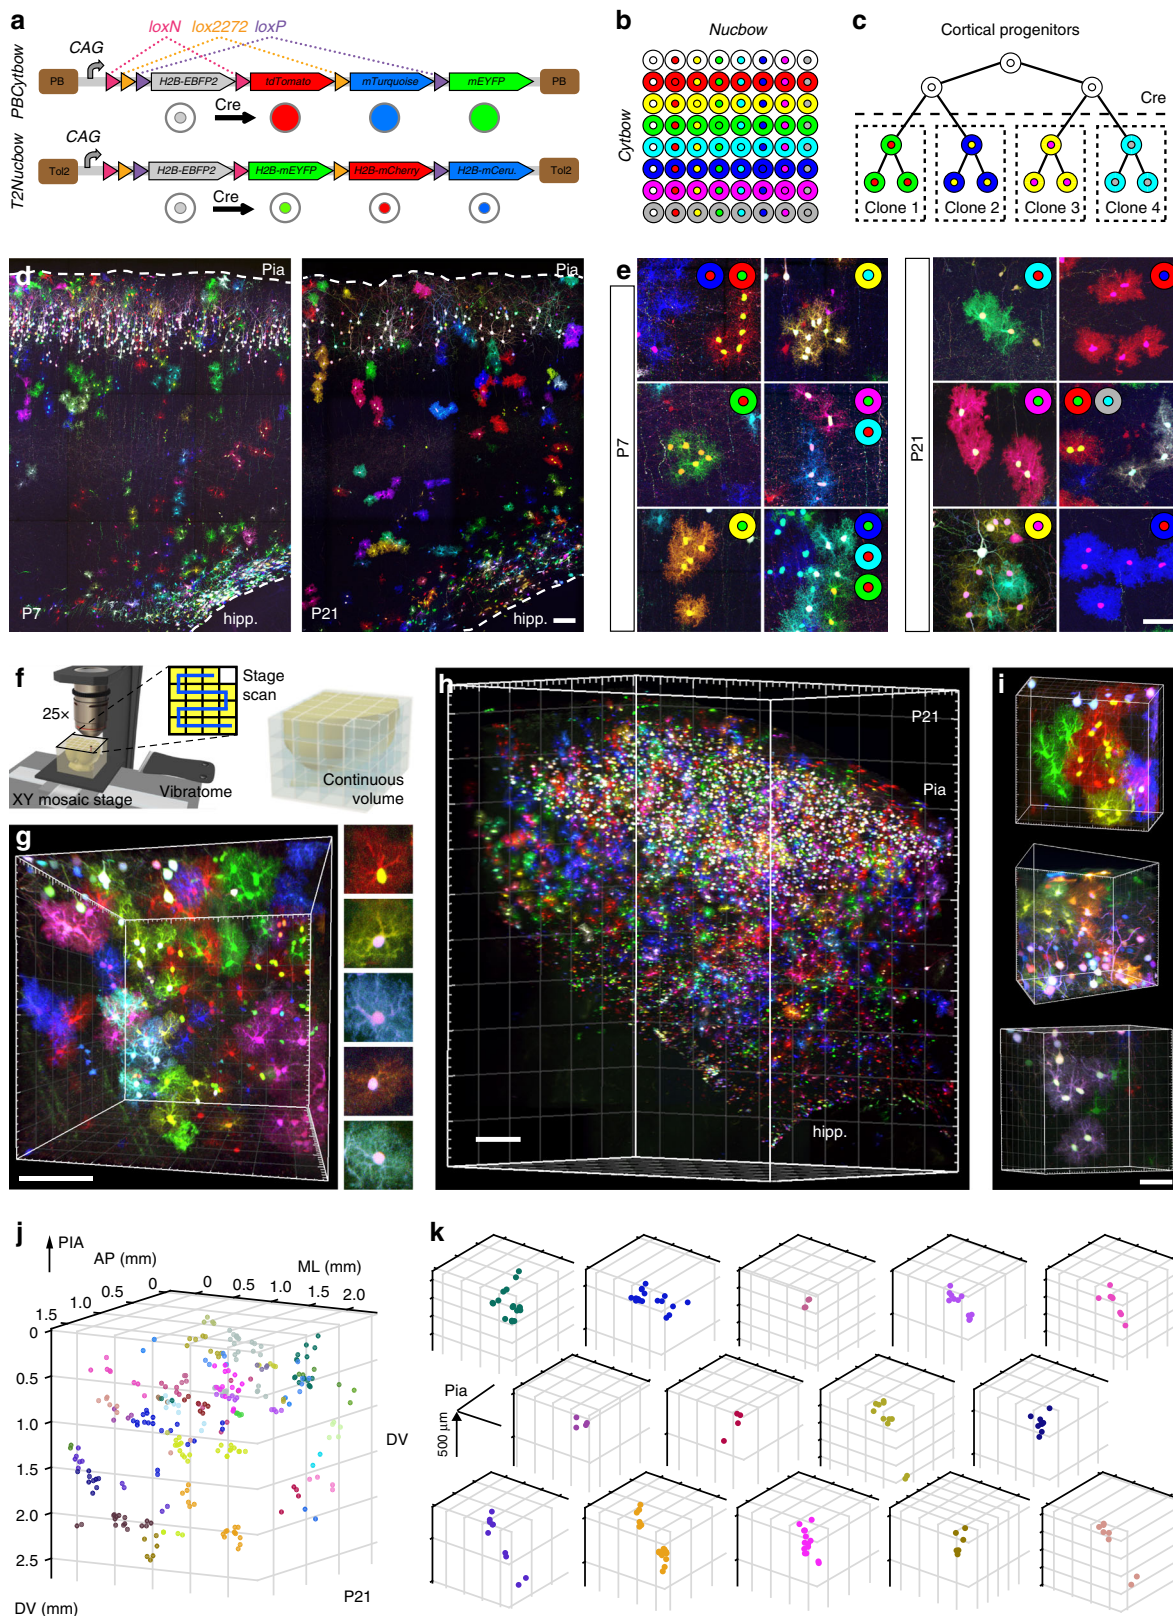 a
loxN lox2272 loxP
PBCytbow
CAG
PB H2B-EBFP2 tdTomato mTurquoise mEYFP PB
Cre
T2Nucbow
CAG
Tol2 H2B-EBFP2 H2B-mEYFP H2B-mCherry H2B-mCeru. Tol2
Cre
b
Nucbow
Cytbow
c
Cortical progenitors
Cre
Clone 1 Clone 2 Clone 3 Clone 4
d
Pia
P7
hipp.
Pia
P21
hipp.
e
P7
P21
f
25×
Stage
scan
XY mosaic stage
Vibratome
Continuous
volume
g
h
P21
Pia
hipp.
i
j
PIA
AP (mm)
ML (mm)
1.5 1.0 0.5 0
0 0.5 1.0 1.5 2.0
0
0.5
1.0
1.5
2.0
2.5
DV
DV (mm)
P21
k
Pia
500 µm